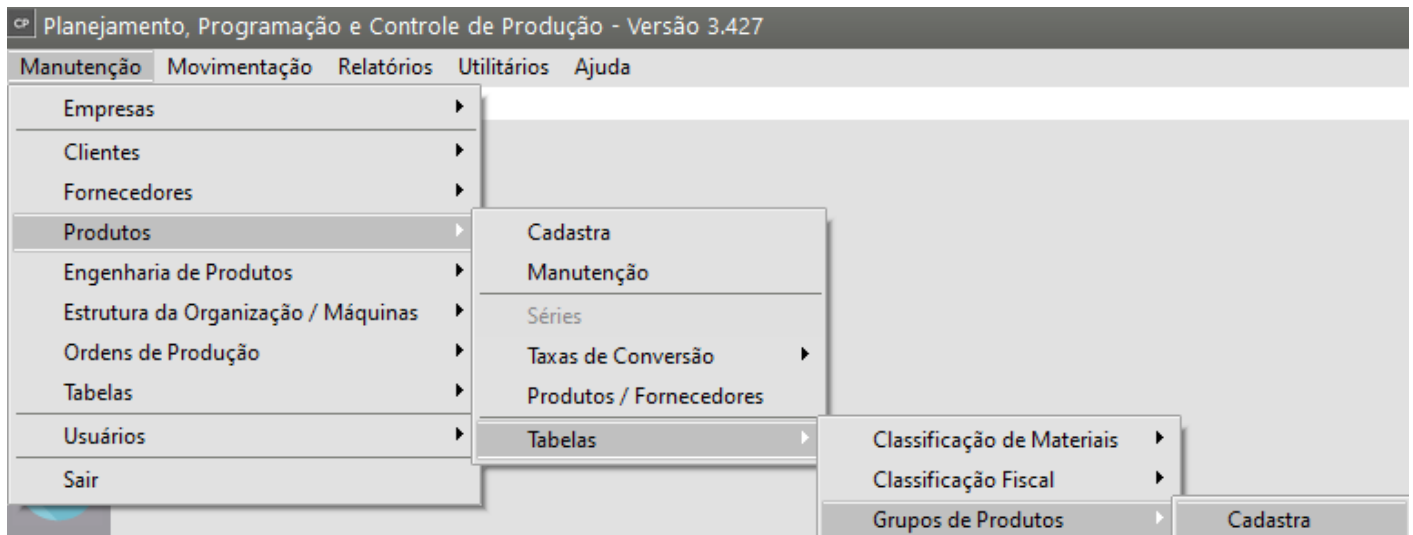 CP Planejamento, Programação e Controle de Produção - Versão 3.427
Manutenção Movimentação Relatórios Utilitários Ajuda
Empresas
Clientes
Fornecedores
Produtos
Engenharia de Produtos
Estrutura da Organização / Máquinas
Ordens de Produção
Tabelas
Usuários
Sair
Cadastra
Manutenção
Séries
Taxas de Conversão
Produtos / Fornecedores
Tabelas
Classificação de Materiais
Classificação Fiscal
Grupos de Produtos
Cadastra